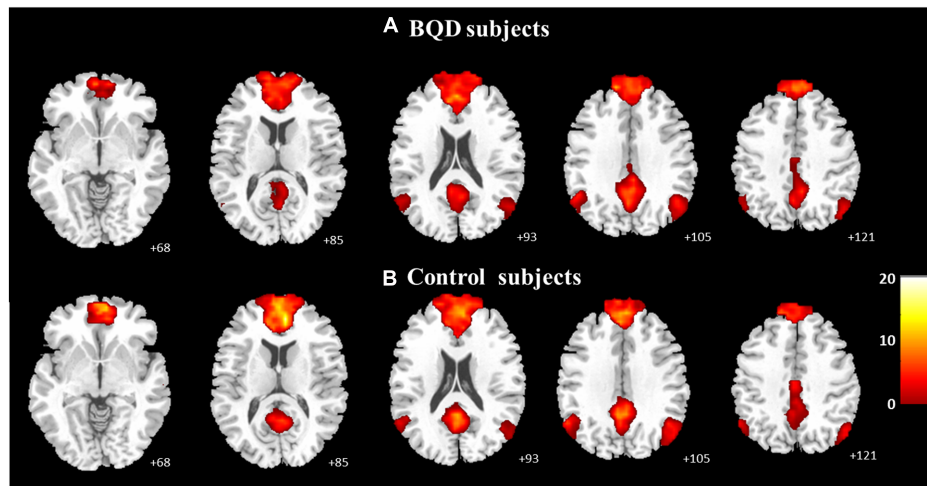 A BQD subjects
+68 +85 +93 +105 +121
B Control subjects
20
10
0
+68 +85 +93 +105 +121